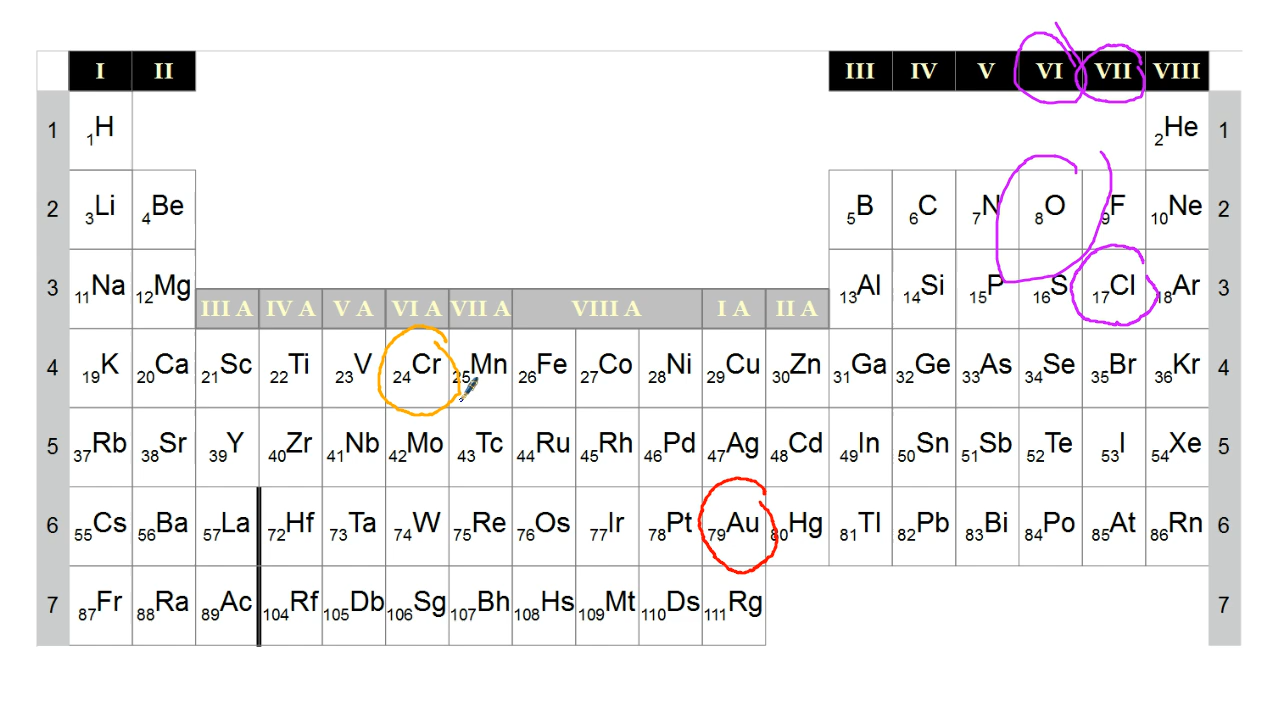 I II III IV V VI VII VIII
1 1H 2He 1
2 3Li 4Be 5B 6C 7N 8O 9F 10Ne 2
3 11Na 12Mg 13Al 14Si 15P 16S 17Cl 18Ar 3
III A IV A V A VI A VII A VIII A I A II A
4 19K 20Ca 21Sc 22Ti 23V 24Cr 25Mn 26Fe 27Co 28Ni 29Cu 30Zn 31Ga 32Ge 33As 34Se 35Br 36Kr 4
5 37Rb 38Sr 39Y 40Zr 41Nb 42Mo 43Tc 44Ru 45Rh 46Pd 47Ag 48Cd 49In 50Sn 51Sb 52Te 53I 54Xe 5
6 55Cs 56Ba 57La 72Hf 73Ta 74W 75Re 76Os 77Ir 78Pt 79Au 80Hg 81Tl 82Pb 83Bi 84Po 85At 86Rn 6
7 87Fr 88Ra 89Ac 104Rf 105Db 106Sg 107Bh 108Hs 109Mt 110Ds 111Rg 7